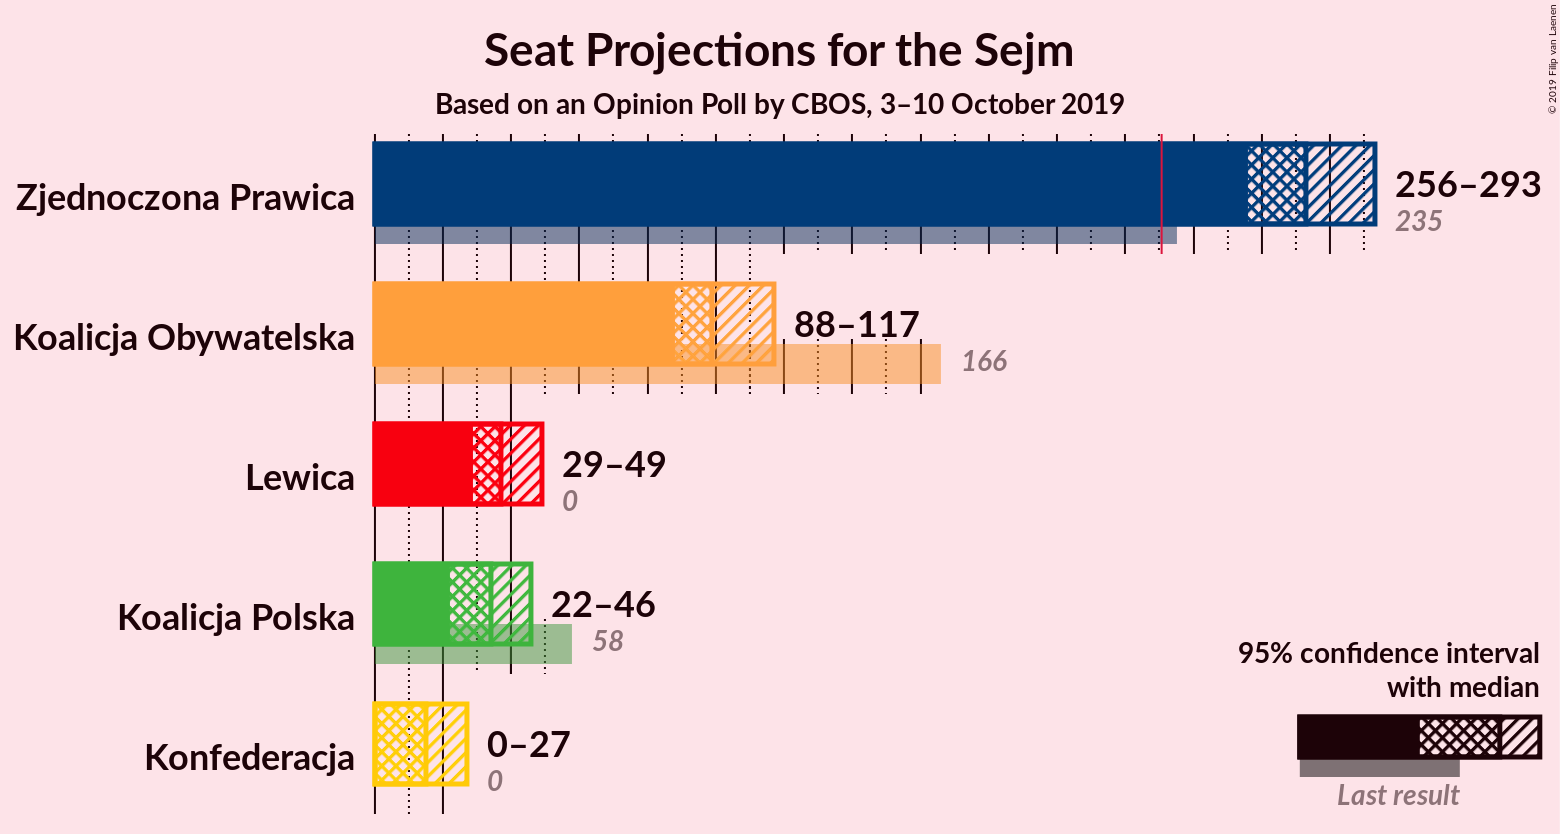 © 2019 Filip van Laenen
Seat Projections for the Sejm
Based on an Opinion Poll by CBOS, 3–10 October 2019
Zjednoczona Prawica
256–293
235
Koalicja Obywatelska
88–117
166
Lewica
29–49
0
Koalicja Polska
22–46
58
Konfederacja
0–27
0
95% confidence interval
with median
Last result